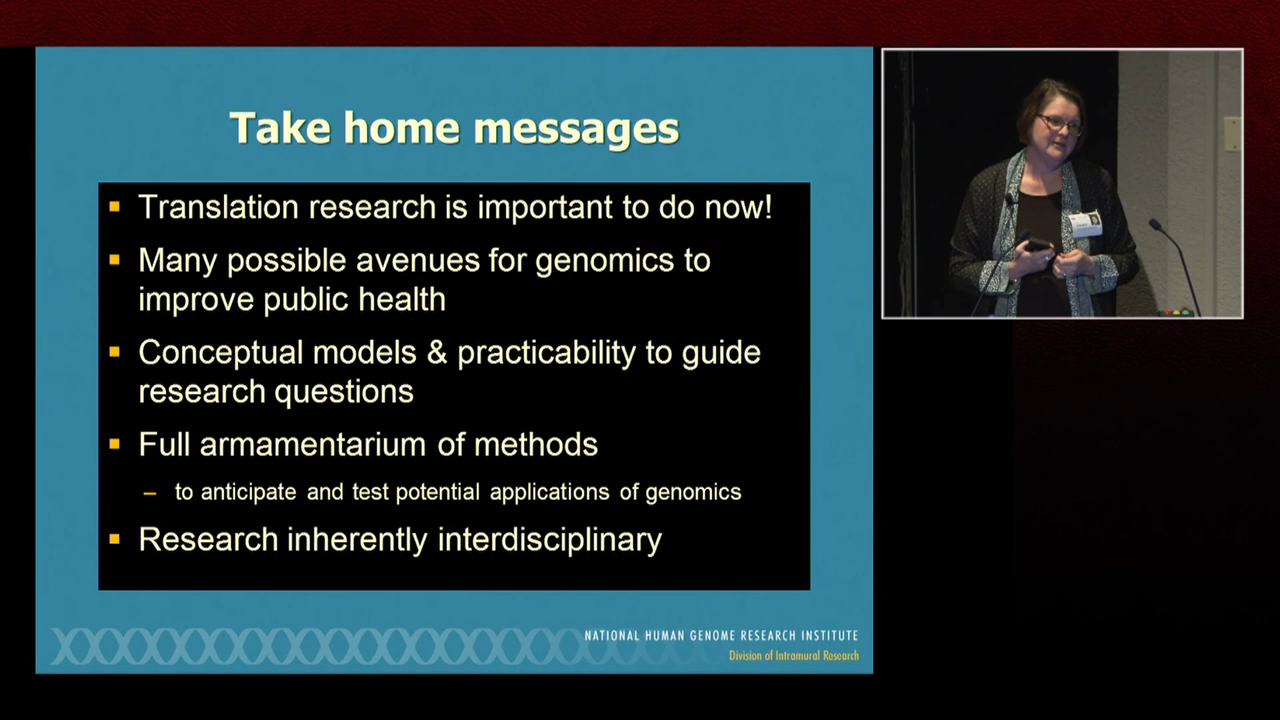 Take home messages
▪ Translation research is important to do now!
▪ Many possible avenues for genomics to
improve public health
▪ Conceptual models & practicability to guide
research questions
▪ Full armamentarium of methods
– to anticipate and test potential applications of genomics
▪ Research inherently interdisciplinary
NATIONAL HUMAN GENOME RESEARCH INSTITUTE
Division of Intramural Research